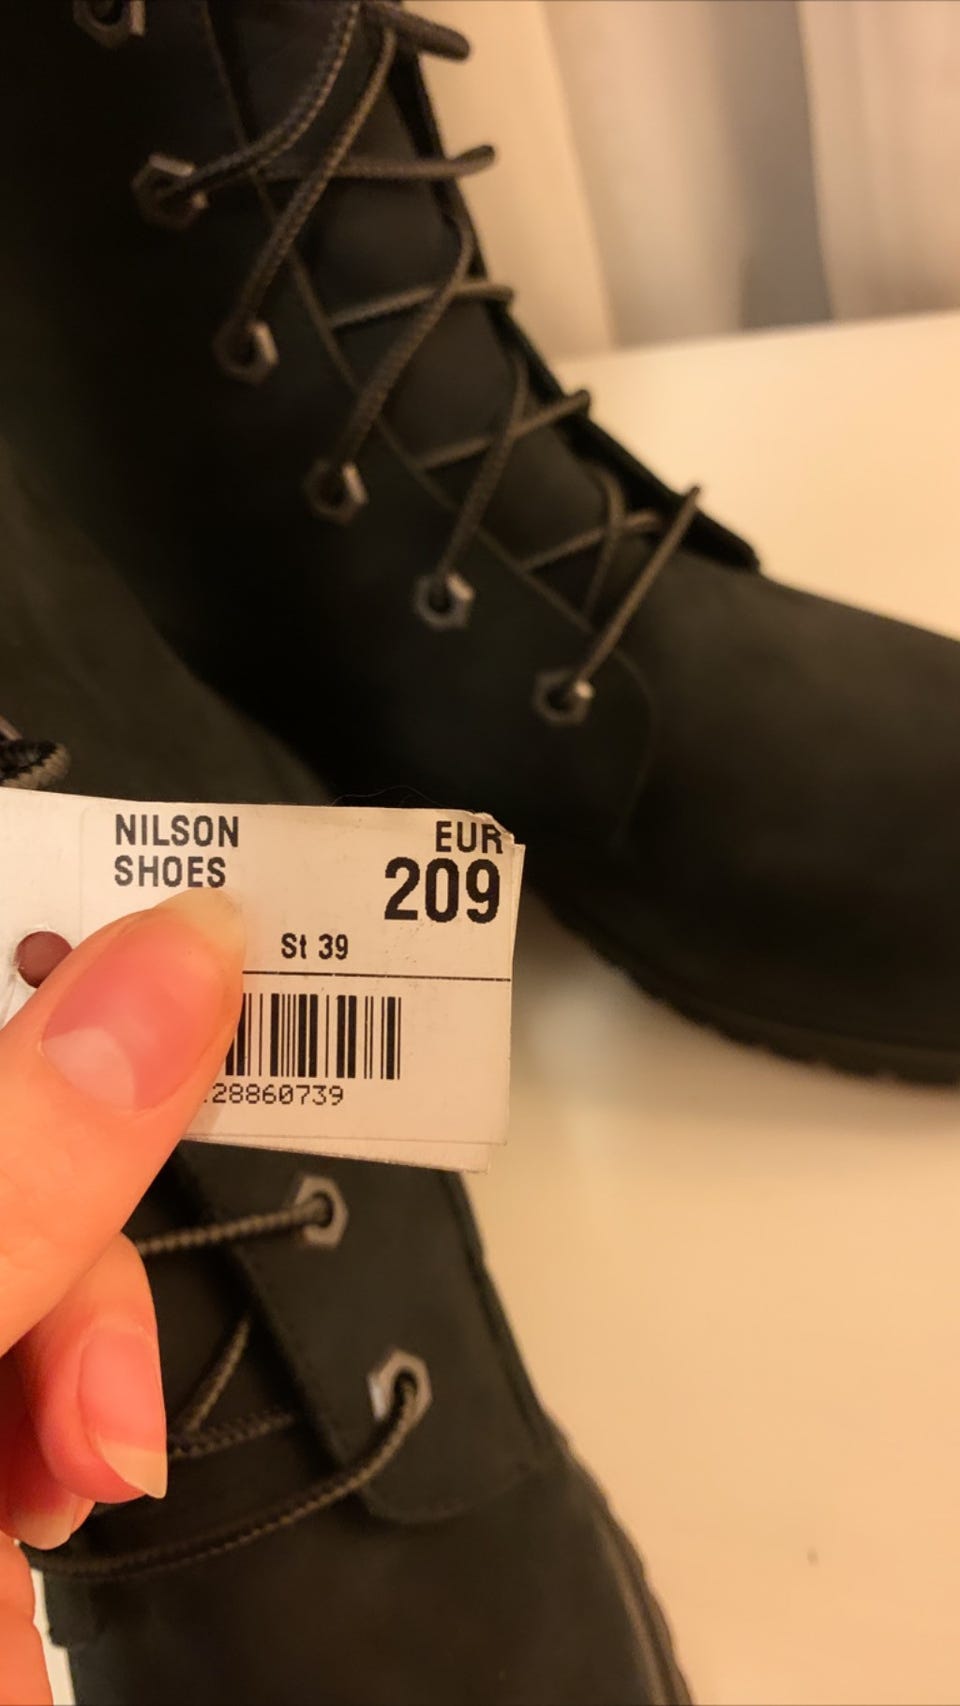 NILSON
SHOES
EUR
209
St 39
28860739